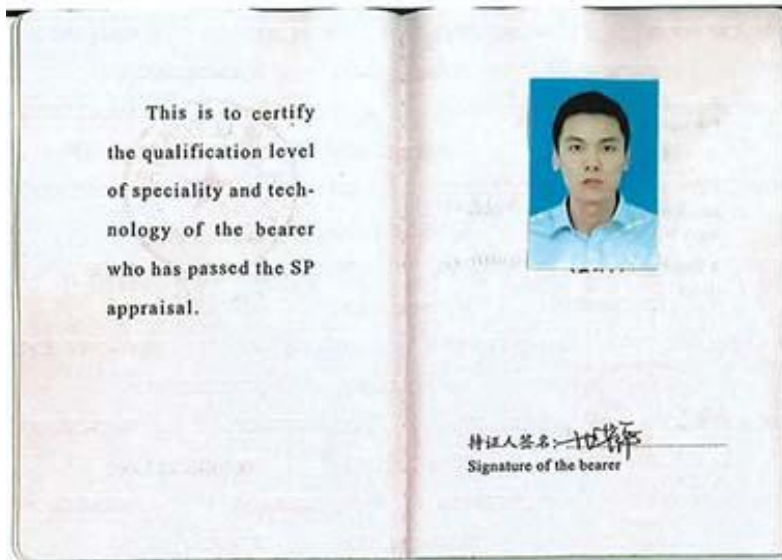 This is to certify
the qualification level
of speciality and tech-
nology of the bearer
who has passed the SP
appraisal.
持证人签名:
Signature of the bearer